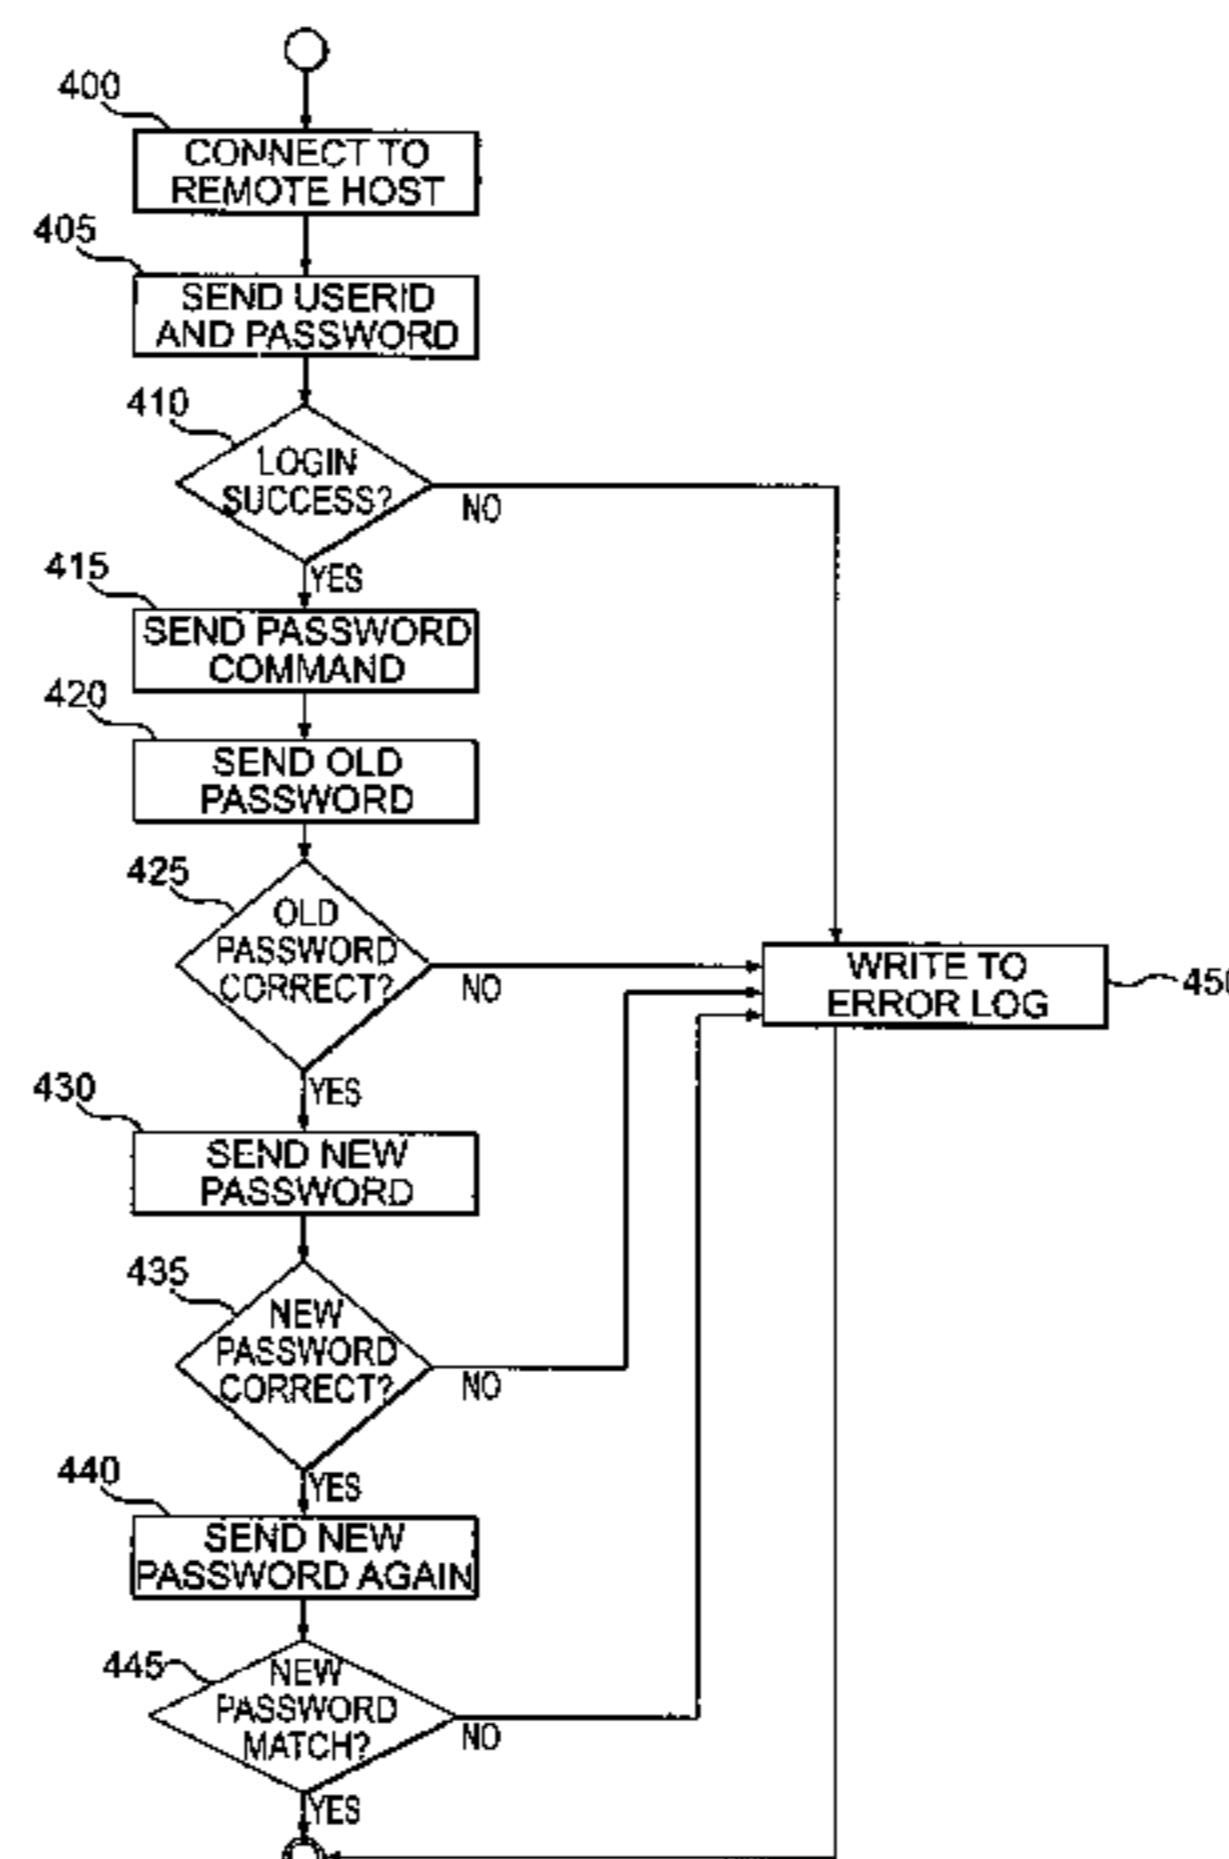 400
CONNECT TO
REMOTE HOST
405
SEND USERID
AND PASSWORD
410
LOGIN
SUCCESS?
NO
YES
415
SEND PASSWORD
COMMAND
420
SEND OLD
PASSWORD
425
OLD
PASSWORD
CORRECT?
NO
WRITE TO
ERROR LOG
450
YES
430
SEND NEW
PASSWORD
435
NEW
PASSWORD
CORRECT?
NO
YES
440
SEND NEW
PASSWORD AGAIN
445
NEW
PASSWORD
MATCH?
NO
YES